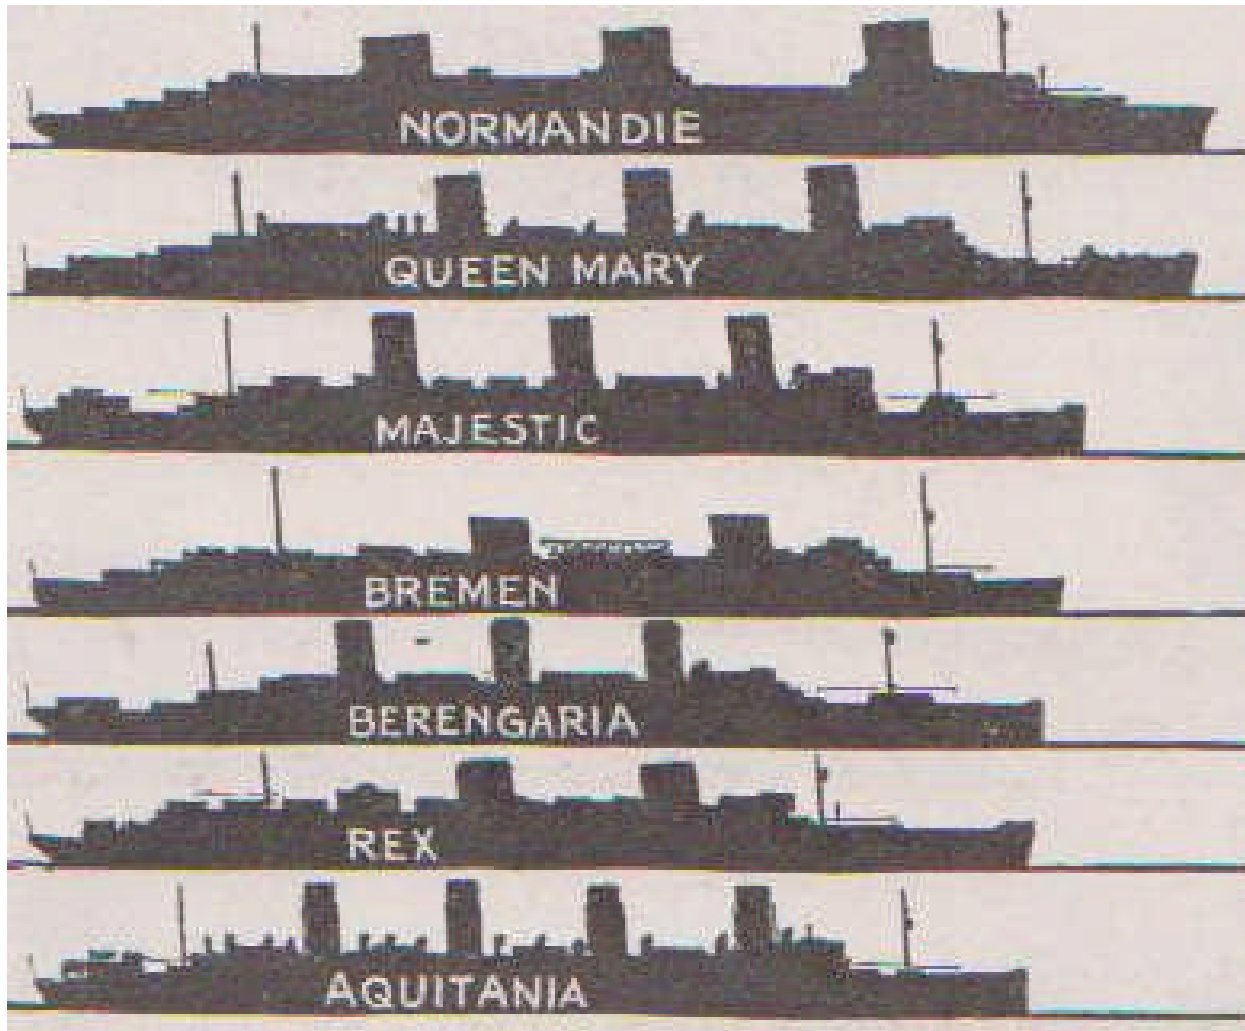 NORMANDIE
QUEEN MARY
MAJESTIC
BREMEN
BERENGARIA
REX
AQUITANIA